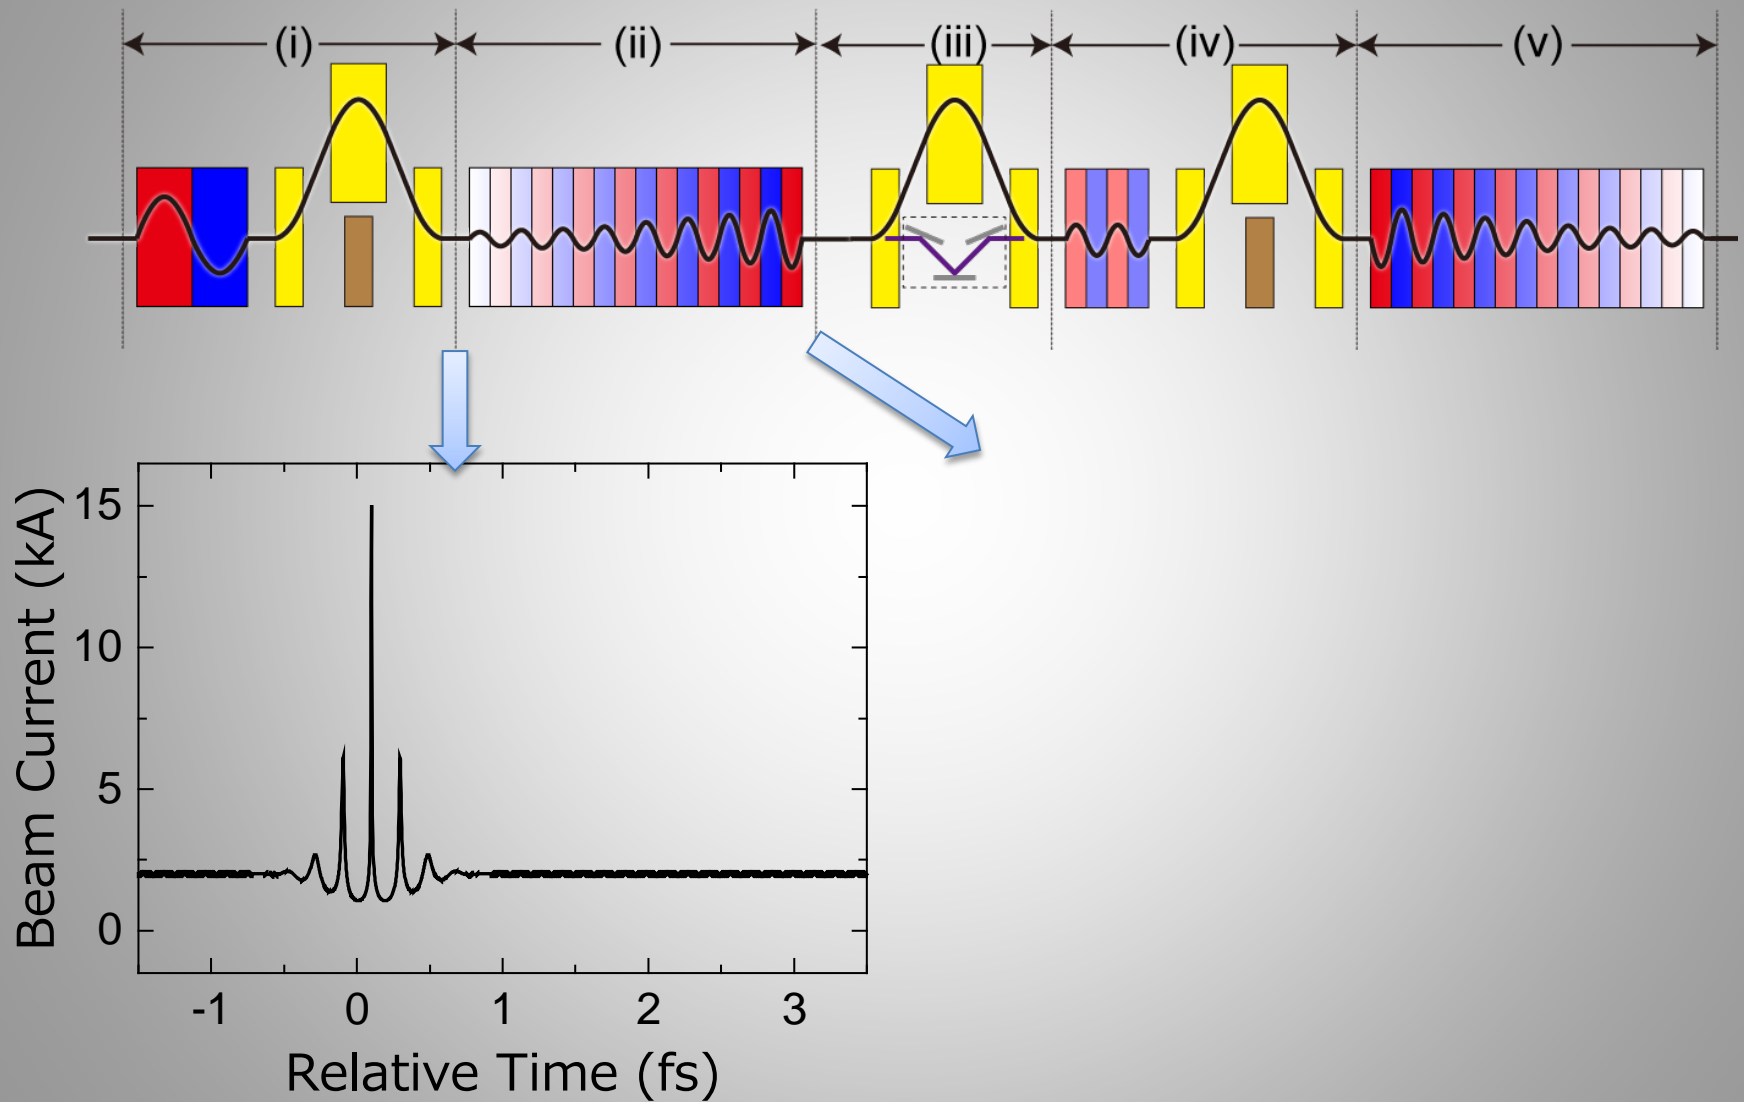 (i) (ii) (iii) (iv) (v)
Beam Current (kA)
15
10
5
0
-1 0 1 2 3
Relative Time (fs)